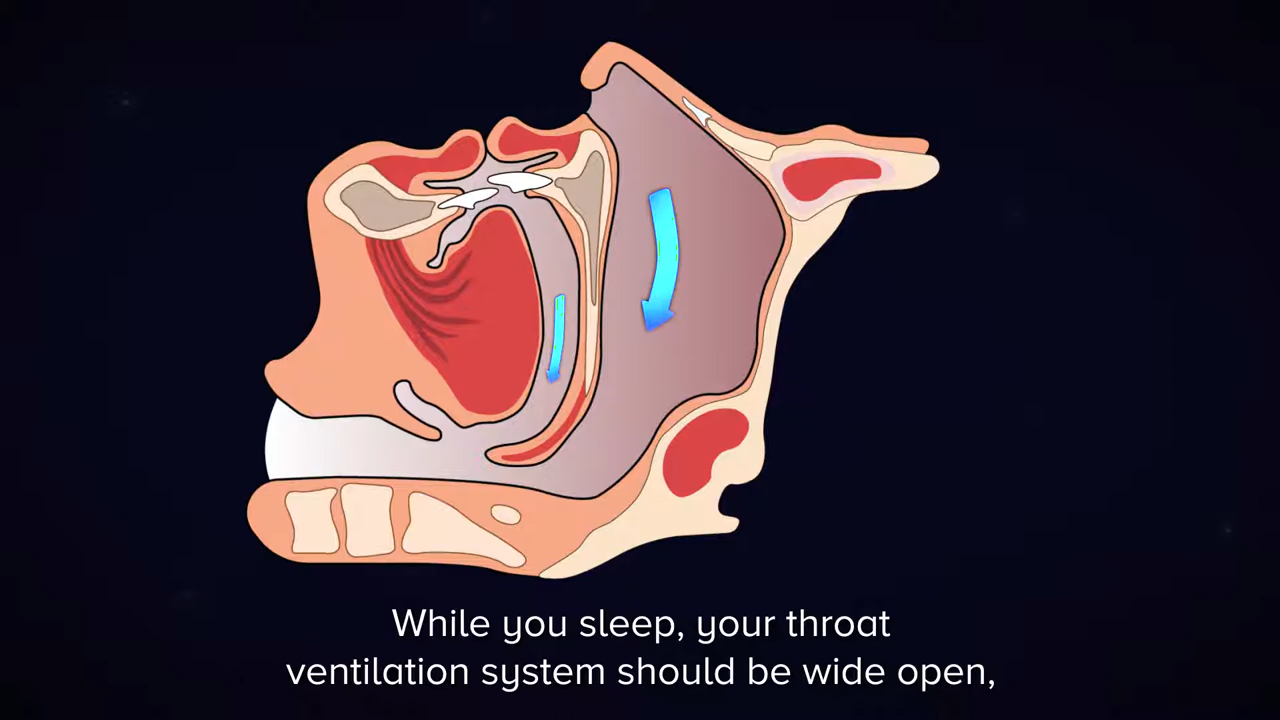 While you sleep, your throat
ventilation system should be wide open,